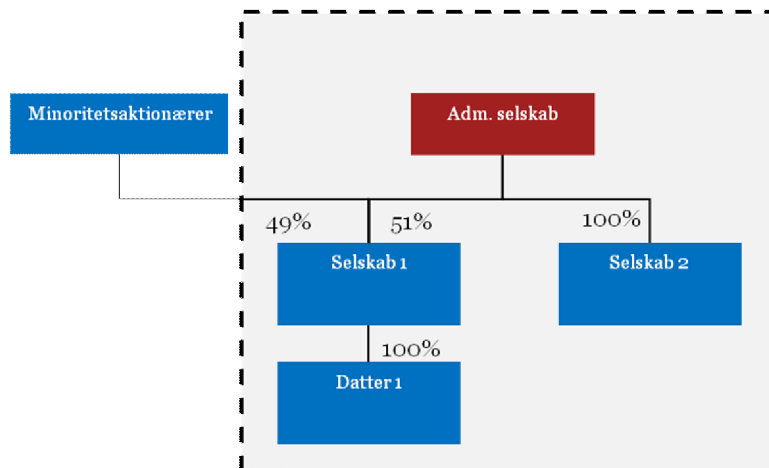 Minoritetsaktionærer
Adm. selskab
49%
51%
100%
Selskab 1
Selskab 2
100%
Datter 1